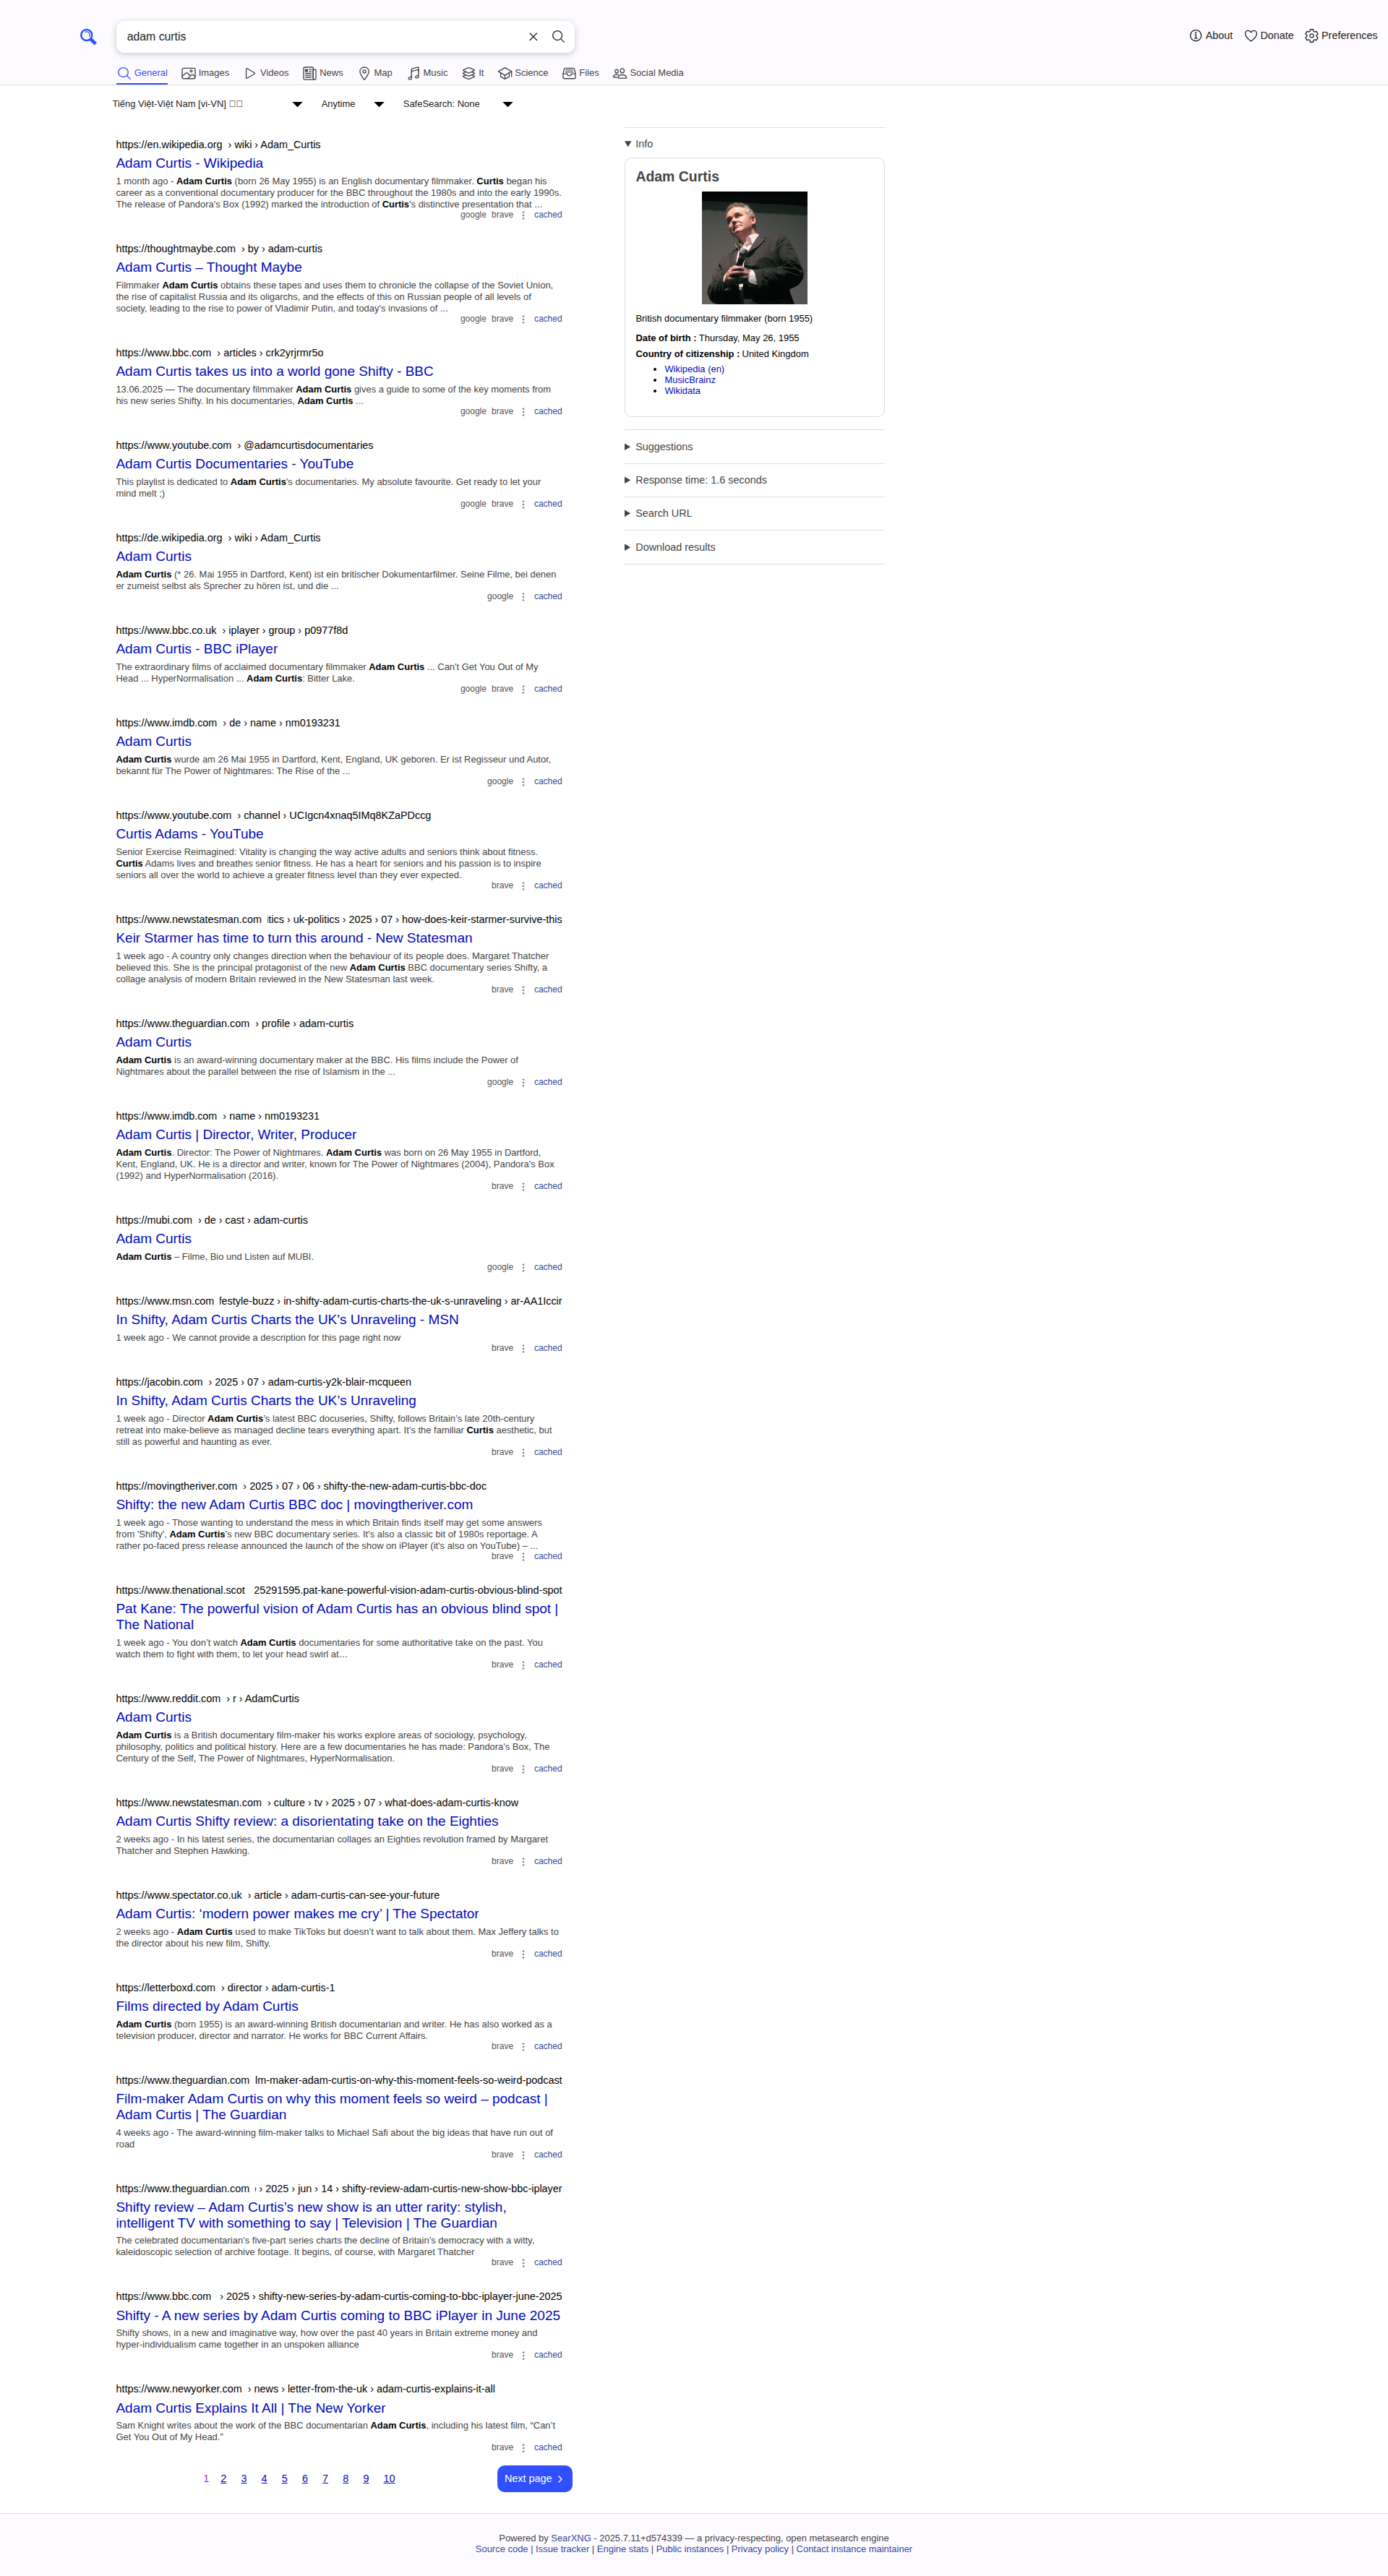 adam curtis
About
Donate
Preferences
General
Images
Videos
News
Map
Music
It
Science
Files
Social Media
Tiếng Việt-Việt Nam [vi-VN]
Anytime
SafeSearch: None
https://en.wikipedia.org › wiki › Adam_Curtis
Adam Curtis - Wikipedia
1 month ago - Adam Curtis (born 26 May 1955) is an English documentary filmmaker. Curtis began his
career as a conventional documentary producer for the BBC throughout the 1980s and into the early 1990s.
The release of Pandora's Box (1992) marked the introduction of Curtis's distinctive presentation that ...
google brave cached
https://thoughtmaybe.com › by › adam-curtis
Adam Curtis – Thought Maybe
Filmmaker Adam Curtis obtains these tapes and uses them to chronicle the collapse of the Soviet Union,
the rise of capitalist Russia and its oligarchs, and the effects of this on Russian people of all levels of
society, leading to the rise to power of Vladimir Putin, and today's invasions of ...
google brave cached
https://www.bbc.com › articles › crk2yrjrmr5o
Adam Curtis takes us into a world gone Shifty - BBC
13.06.2025 — The documentary filmmaker Adam Curtis gives a guide to some of the key moments from
his new series Shifty. In his documentaries, Adam Curtis ...
google brave cached
https://www.youtube.com › @adamcurtisdocumentaries
Adam Curtis Documentaries - YouTube
This playlist is dedicated to Adam Curtis's documentaries. My absolute favourite. Get ready to let your
mind melt ;)
google brave cached
https://de.wikipedia.org › wiki › Adam_Curtis
Adam Curtis
Adam Curtis (* 26. Mai 1955 in Dartford, Kent) ist ein britischer Dokumentarfilmer. Seine Filme, bei denen
er zumeist selbst als Sprecher zu hören ist, und die ...
google cached
https://www.bbc.co.uk › iplayer › group › p0977f8d
Adam Curtis - BBC iPlayer
The extraordinary films of acclaimed documentary filmmaker Adam Curtis ... Can't Get You Out of My
Head ... HyperNormalisation ... Adam Curtis: Bitter Lake.
google brave cached
https://www.imdb.com › de › name › nm0193231
Adam Curtis
Adam Curtis wurde am 26 Mai 1955 in Dartford, Kent, England, UK geboren. Er ist Regisseur und Autor,
bekannt für The Power of Nightmares: The Rise of the ...
google cached
https://www.youtube.com › channel › UCIgcn4xnaq5IMq8KZaPDccg
Curtis Adams - YouTube
Senior Exercise Reimagined: Vitality is changing the way active adults and seniors think about fitness.
Curtis Adams lives and breathes senior fitness. He has a heart for seniors and his passion is to inspire
seniors all over the world to achieve a greater fitness level than they ever expected.
brave cached
https://www.newstatesman.com itics › uk-politics › 2025 › 07 › how-does-keir-starmer-survive-this
Keir Starmer has time to turn this around - New Statesman
1 week ago - A country only changes direction when the behaviour of its people does. Margaret Thatcher
believed this. She is the principal protagonist of the new Adam Curtis BBC documentary series Shifty, a
collage analysis of modern Britain reviewed in the New Statesman last week.
brave cached
https://www.theguardian.com › profile › adam-curtis
Adam Curtis
Adam Curtis is an award-winning documentary maker at the BBC. His films include the Power of
Nightmares about the parallel between the rise of Islamism in the ...
google cached
https://www.imdb.com › name › nm0193231
Adam Curtis | Director, Writer, Producer
Adam Curtis. Director: The Power of Nightmares. Adam Curtis was born on 26 May 1955 in Dartford,
Kent, England, UK. He is a director and writer, known for The Power of Nightmares (2004), Pandora's Box
(1992) and HyperNormalisation (2016).
brave cached
https://mubi.com › de › cast › adam-curtis
Adam Curtis
Adam Curtis – Filme, Bio und Listen auf MUBI.
google cached
https://www.msn.com festyle-buzz › in-shifty-adam-curtis-charts-the-uk-s-unraveling › ar-AA1Iccir
In Shifty, Adam Curtis Charts the UK's Unraveling - MSN
1 week ago - We cannot provide a description for this page right now
brave cached
https://jacobin.com › 2025 › 07 › adam-curtis-y2k-blair-mcqueen
In Shifty, Adam Curtis Charts the UK’s Unraveling
1 week ago - Director Adam Curtis’s latest BBC docuseries, Shifty, follows Britain’s late 20th-century
retreat into make-believe as managed decline tears everything apart. It’s the familiar Curtis aesthetic, but
still as powerful and haunting as ever.
brave cached
https://movingtheriver.com › 2025 › 07 › 06 › shifty-the-new-adam-curtis-bbc-doc
Shifty: the new Adam Curtis BBC doc | movingtheriver.com
1 week ago - Those wanting to understand the mess in which Britain finds itself may get some answers
from 'Shifty', Adam Curtis's new BBC documentary series. It's also a classic bit of 1980s reportage. A
rather po-faced press release announced the launch of the show on iPlayer (it's also on YouTube) – ...
brave cached
https://www.thenational.scot 25291595.pat-kane-powerful-vision-adam-curtis-obvious-blind-spot
Pat Kane: The powerful vision of Adam Curtis has an obvious blind spot |
The National
1 week ago - You don’t watch Adam Curtis documentaries for some authoritative take on the past. You
watch them to fight with them, to let your head swirl at…
brave cached
https://www.reddit.com › r › AdamCurtis
Adam Curtis
Adam Curtis is a British documentary film-maker his works explore areas of sociology, psychology,
philosophy, politics and political history. Here are a few documentaries he has made: Pandora's Box, The
Century of the Self, The Power of Nightmares, HyperNormalisation.
brave cached
https://www.newstatesman.com › culture › tv › 2025 › 07 › what-does-adam-curtis-know
Adam Curtis Shifty review: a disorientating take on the Eighties
2 weeks ago - In his latest series, the documentarian collages an Eighties revolution framed by Margaret
Thatcher and Stephen Hawking.
brave cached
https://www.spectator.co.uk › article › adam-curtis-can-see-your-future
Adam Curtis: ‘modern power makes me cry’ | The Spectator
2 weeks ago - Adam Curtis used to make TikToks but doesn’t want to talk about them. Max Jeffery talks to
the director about his new film, Shifty.
brave cached
https://letterboxd.com › director › adam-curtis-1
Films directed by Adam Curtis
Adam Curtis (born 1955) is an award-winning British documentarian and writer. He has also worked as a
television producer, director and narrator. He works for BBC Current Affairs.
brave cached
https://www.theguardian.com lm-maker-adam-curtis-on-why-this-moment-feels-so-weird-podcast
Film-maker Adam Curtis on why this moment feels so weird – podcast |
Adam Curtis | The Guardian
4 weeks ago - The award-winning film-maker talks to Michael Safi about the big ideas that have run out of
road
brave cached
https://www.theguardian.com › 2025 › jun › 14 › shifty-review-adam-curtis-new-show-bbc-iplayer
Shifty review – Adam Curtis’s new show is an utter rarity: stylish,
intelligent TV with something to say | Television | The Guardian
The celebrated documentarian’s five-part series charts the decline of Britain’s democracy with a witty,
kaleidoscopic selection of archive footage. It begins, of course, with Margaret Thatcher
brave cached
https://www.bbc.com › 2025 › shifty-new-series-by-adam-curtis-coming-to-bbc-iplayer-june-2025
Shifty - A new series by Adam Curtis coming to BBC iPlayer in June 2025
Shifty shows, in a new and imaginative way, how over the past 40 years in Britain extreme money and
hyper-individualism came together in an unspoken alliance
brave cached
https://www.newyorker.com › news › letter-from-the-uk › adam-curtis-explains-it-all
Adam Curtis Explains It All | The New Yorker
Sam Knight writes about the work of the BBC documentarian Adam Curtis, including his latest film, “Can’t
Get You Out of My Head.”
brave cached
1 2 3 4 5 6 7 8 9 10
Next page
Info
Adam Curtis
British documentary filmmaker (born 1955)
Date of birth : Thursday, May 26, 1955
Country of citizenship : United Kingdom
Wikipedia (en)
MusicBrainz
Wikidata
Suggestions
Response time: 1.6 seconds
Search URL
Download results
Powered by SearXNG - 2025.7.11+d574339 — a privacy-respecting, open metasearch engine
Source code | Issue tracker | Engine stats | Public instances | Privacy policy | Contact instance maintainer